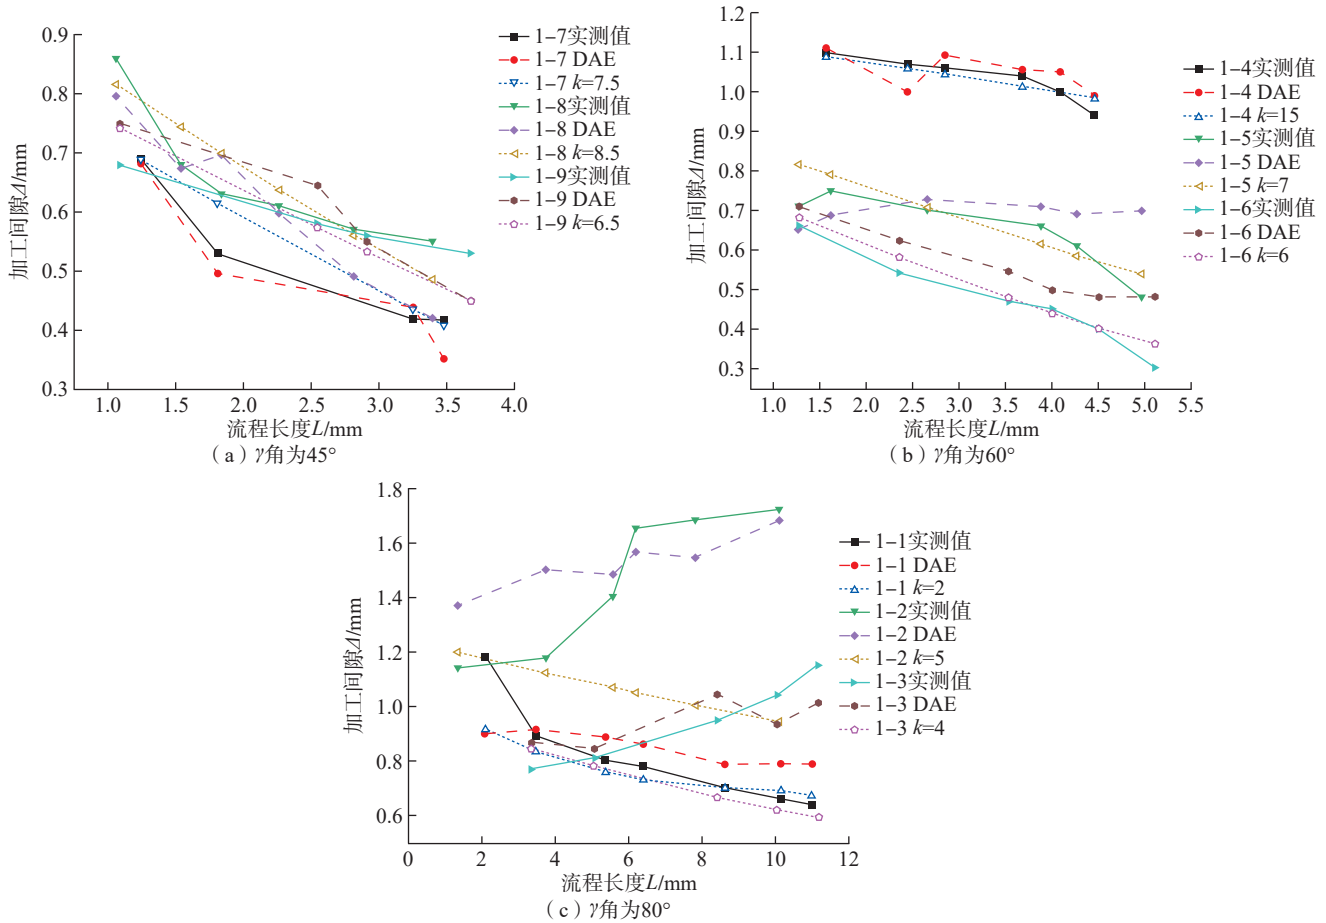 0.9
0.8
0.7
0.6
0.5
0.4
0.3
加工间隙Δ/mm
1.0 1.5 2.0 2.5 3.0 3.5 4.0
流程长度L/mm
（a）γ角为45°
1–7实测值
1–7 DAE
1–7 k=7.5
1–8实测值
1–8 DAE
1–8 k=8.5
1–9实测值
1–9 DAE
1–9 k=6.5
1.2
1.1
1.0
0.9
0.8
0.7
0.6
0.5
0.4
0.3
加工间隙Δ/mm
1.0 1.5 2.0 2.5 3.0 3.5 4.0 4.5 5.0 5.5
流程长度L/mm
（b）γ角为60°
1–4实测值
1–4 DAE
1–4 k=15
1–5实测值
1–5 DAE
1–5 k=7
1–6实测值
1–6 DAE
1–6 k=6
1.8
1.6
1.4
1.2
1.0
0.8
0.6
加工间隙Δ/mm
0 2 4 6 8 10 12
流程长度L/mm
（c）γ角为80°
1–1实测值
1–1 DAE
1–1 k=2
1–2实测值
1–2 DAE
1–2 k=5
1–3实测值
1–3 DAE
1–3 k=4